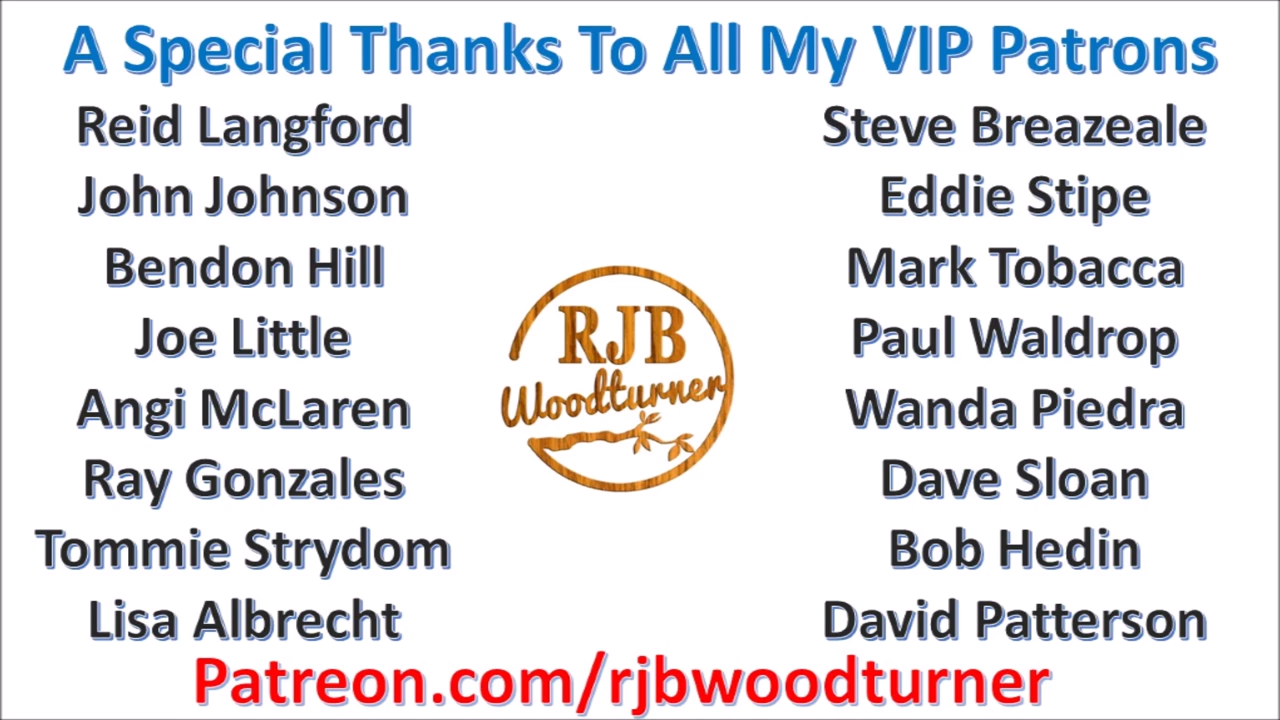 A Special Thanks To All My VIP Patrons
Reid Langford
John Johnson
Bendon Hill
Joe Little
Angi McLaren
Ray Gonzales
Tommie Strydom
Lisa Albrecht
RJB
Woodturner
Steve Breazeale
Eddie Stipe
Mark Tobacca
Paul Waldrop
Wanda Piedra
Dave Sloan
Bob Hedin
David Patterson
Patreon.com/rjbwoodturner